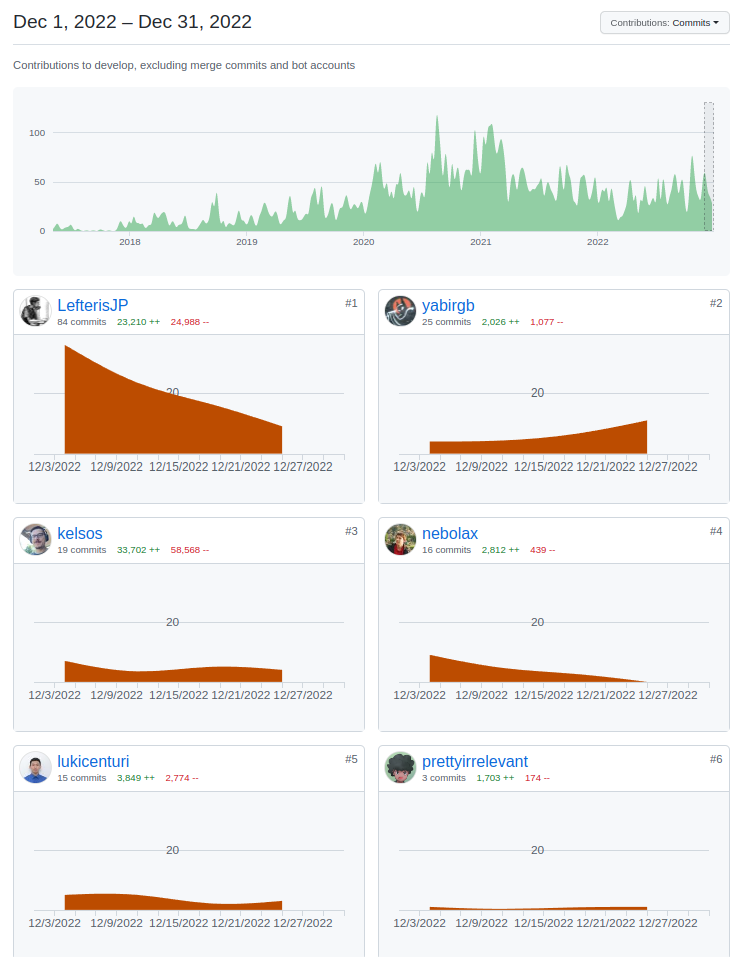 Dec 1, 2022 – Dec 31, 2022
Contributions: Commits
Contributions to develop, excluding merge commits and bot accounts
100
50
0
2018 2019 2020 2021 2022
LefterisJP #1
84 commits 23,210 ++ 24,988 --
20
12/3/2022 12/9/2022 12/15/2022 12/21/2022 12/27/2022
yabirgb #2
25 commits 2,026 ++ 1,077 --
20
12/3/2022 12/9/2022 12/15/2022 12/21/2022 12/27/2022
kelsos #3
19 commits 33,702 ++ 58,568 --
20
12/3/2022 12/9/2022 12/15/2022 12/21/2022 12/27/2022
nebolax #4
16 commits 2,812 ++ 439 --
20
12/3/2022 12/9/2022 12/15/2022 12/21/2022 12/27/2022
lukicenturi #5
15 commits 3,849 ++ 2,774 --
20
12/3/2022 12/9/2022 12/15/2022 12/21/2022 12/27/2022
prettyirrelevant #6
3 commits 1,703 ++ 174 --
20
12/3/2022 12/9/2022 12/15/2022 12/21/2022 12/27/2022